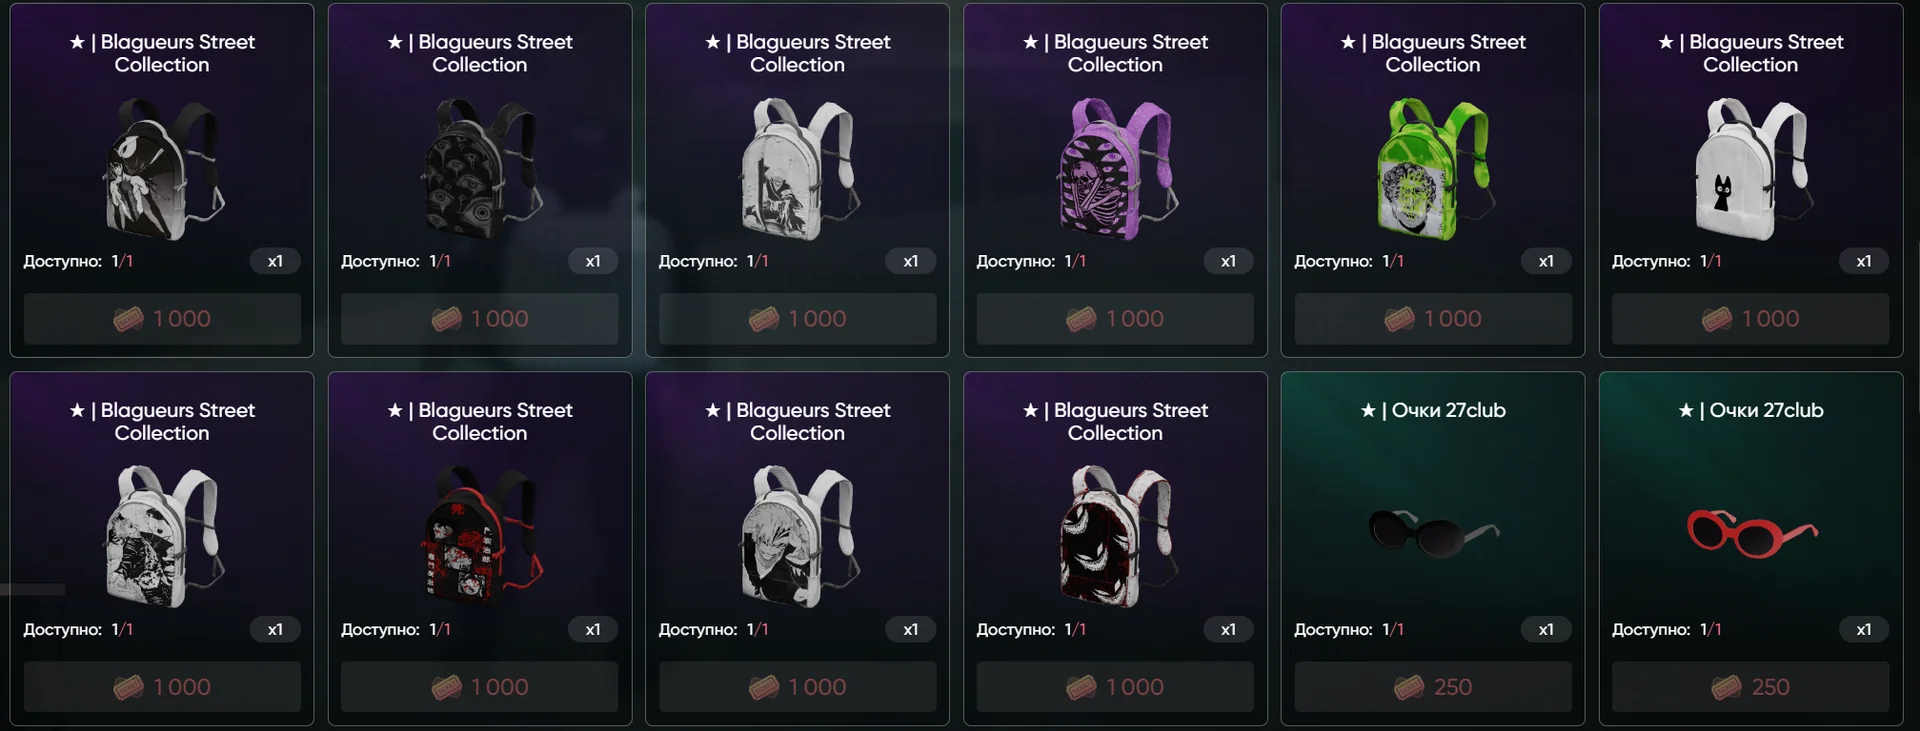 ★ | Blagueurs Street
Collection
Доступно: 1/1
x1
1 000
★ | Blagueurs Street
Collection
Доступно: 1/1
x1
1 000
★ | Blagueurs Street
Collection
Доступно: 1/1
x1
1 000
★ | Blagueurs Street
Collection
Доступно: 1/1
x1
1 000
★ | Blagueurs Street
Collection
Доступно: 1/1
x1
1 000
★ | Blagueurs Street
Collection
Доступно: 1/1
x1
1 000
★ | Blagueurs Street
Collection
Доступно: 1/1
x1
1 000
★ | Blagueurs Street
Collection
死
Доступно: 1/1
x1
1 000
★ | Blagueurs Street
Collection
Доступно: 1/1
x1
1 000
★ | Blagueurs Street
Collection
Доступно: 1/1
x1
1 000
★ | Очки 27club
Доступно: 1/1
x1
250
★ | Очки 27club
Доступно: 1/1
x1
250